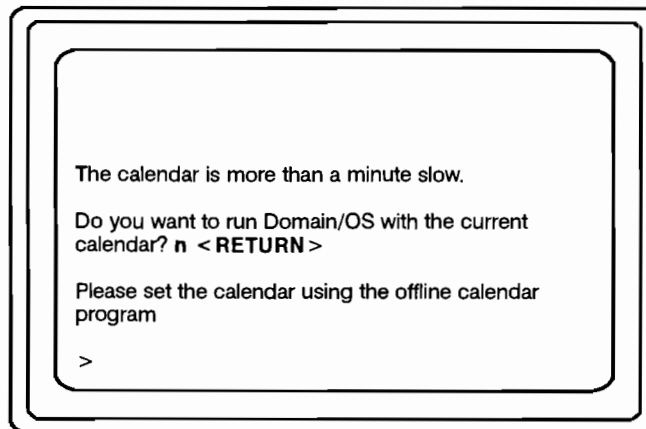 The calendar is more than a minute slow.
Do you want to run Domain/OS with the current
calendar? n <RETURN>
Please set the calendar using the offline calendar
program
>